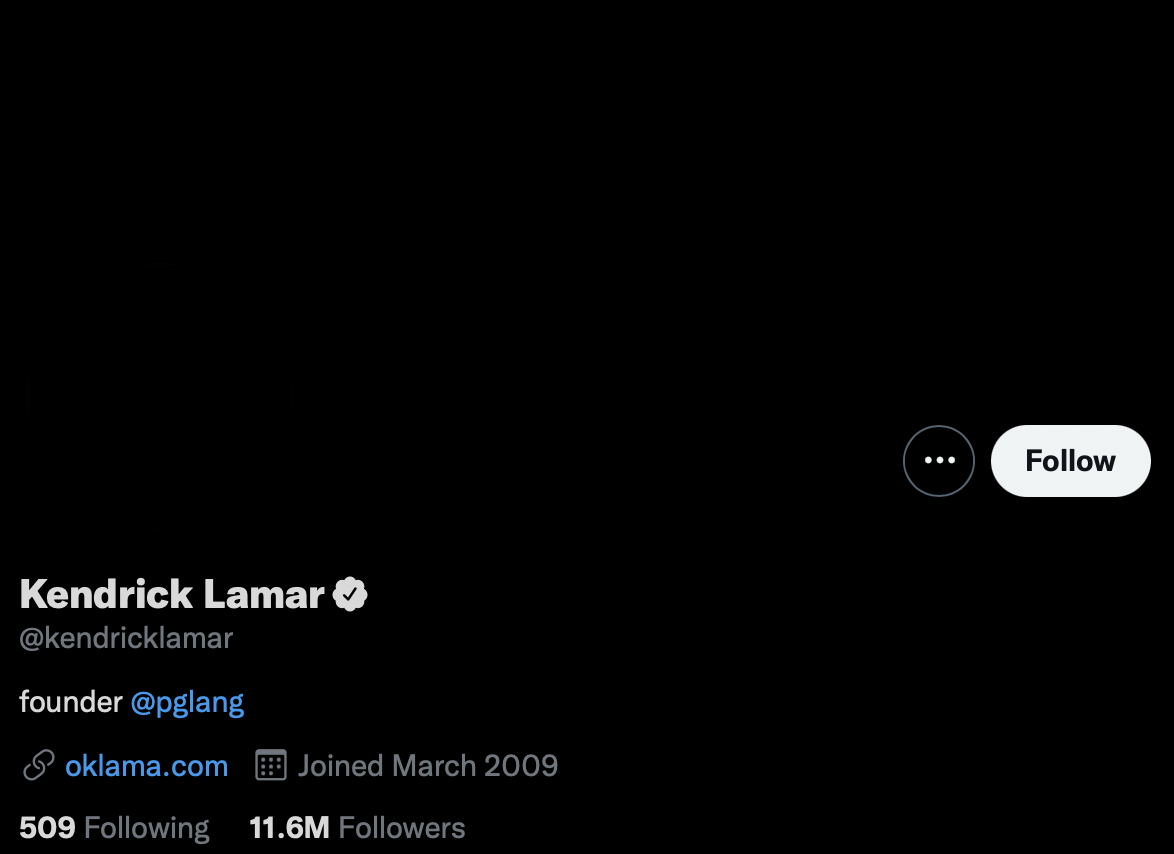 Follow
Kendrick Lamar
@kendricklamar
founder @pglang
oklama.com Joined March 2009
509 Following 11.6M Followers